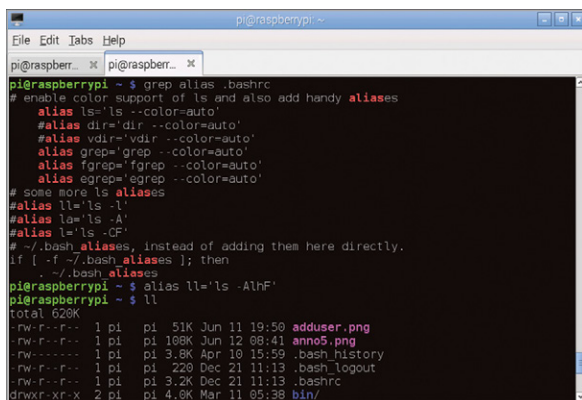 pi@raspberrypi: ~
File Edit Tabs Help
pi@raspberr... pi@raspberr...
pi@raspberrypi ~ $ grep alias .bashrc
# enable color support of ls and also add handy aliases
    alias ls='ls --color=auto'
    #alias dir='dir --color=auto'
    #alias vdir='vdir --color=auto'
    alias grep='grep --color=auto'
    alias fgrep='fgrep --color=auto'
    alias egrep='egrep --color=auto'
# some more ls aliases
#alias ll='ls -l'
#alias la='ls -A'
#alias l='ls -CF'
# ~/.bash_aliases, instead of adding them here directly.
if [ -f ~/.bash_aliases ]; then
    . ~/.bash_aliases
pi@raspberrypi ~ $ alias ll='ls -AlhF'
pi@raspberrypi ~ $ ll
total 620K
-rw-r--r-- 1 pi pi 51K Jun 11 19:50 adduser.png
-rw-r--r-- 1 pi pi 108K Jun 12 08:41 anno5.png
-rw------- 1 pi pi 3.8K Apr 10 15:59 .bash_history
-rw-r--r-- 1 pi pi 220 Dec 21 11:13 .bash_logout
-rw-r--r-- 1 pi pi 3.2K Dec 21 11:13 .bashrc
drwxr-xr-x 2 pi pi 4.0K Mar 11 05:38 bin/